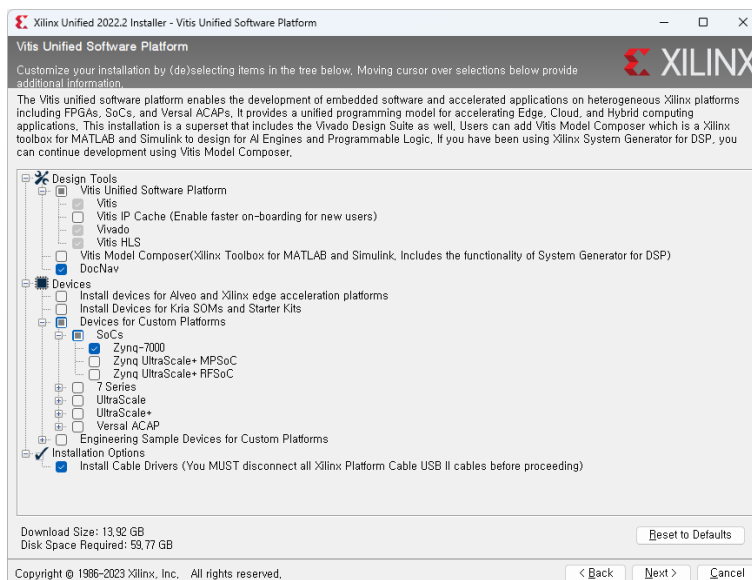 Xilinx Unified 2022.2 Installer - Vitis Unified Software Platform
Vitis Unified Software Platform
Customize your installation by (de)selecting items in the tree below. Moving cursor over selections below provide
additional information.
XILINX
The Vitis unified software platform enables the development of embedded software and accelerated applications on heterogeneous Xilinx platforms
including FPGAs, SoCs, and Versal ACAPs. It provides a unified programming model for accelerating Edge, Cloud, and Hybrid computing
applications. This installation is a superset that includes the Vivado Design Suite as well. Users can add Vitis Model Composer which is a Xilinx
toolbox for MATLAB and Simulink to design for AI Engines and Programmable Logic. If you have been using Xilinx System Generator for DSP, you
can continue development using Vitis Model Composer.
Design Tools
Vitis Unified Software Platform
Vitis
Vitis IP Cache (Enable faster on-boarding for new users)
Vivado
Vitis HLS
Vitis Model Composer(Xilinx Toolbox for MATLAB and Simulink. Includes the functionality of System Generator for DSP)
DocNav
Devices
Install devices for Alveo and Xilinx edge acceleration platforms
Install Devices for Kria SOMs and Starter Kits
Devices for Custom Platforms
SoCs
Zynq-7000
Zynq UltraScale+ MPSoC
Zynq UltraScale+ RFSoC
7 Series
UltraScale
UltraScale+
Versal ACAP
Engineering Sample Devices for Custom Platforms
Installation Options
Install Cable Drivers (You MUST disconnect all Xilinx Platform Cable USB II cables before proceeding)
Download Size: 13.92 GB
Disk Space Required: 59.77 GB
Reset to Defaults
Copyright © 1986-2023 Xilinx, Inc. All rights reserved.
< Back
Next >
Cancel